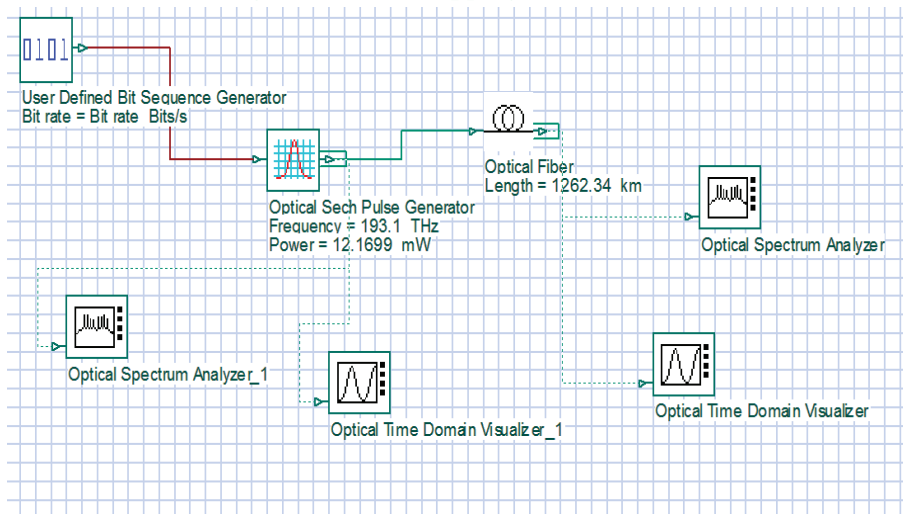 0101
User Defined Bit Sequence Generator
Bit rate = Bit rate Bits/s
Optical Sech Pulse Generator
Frequency = 193.1 THz
Power = 12.1699 mW
Optical Fiber
Length = 1262.34 km
Optical Spectrum Analyzer
Optical Spectrum Analyzer_1
Optical Time Domain Visualizer_1
Optical Time Domain Visualizer